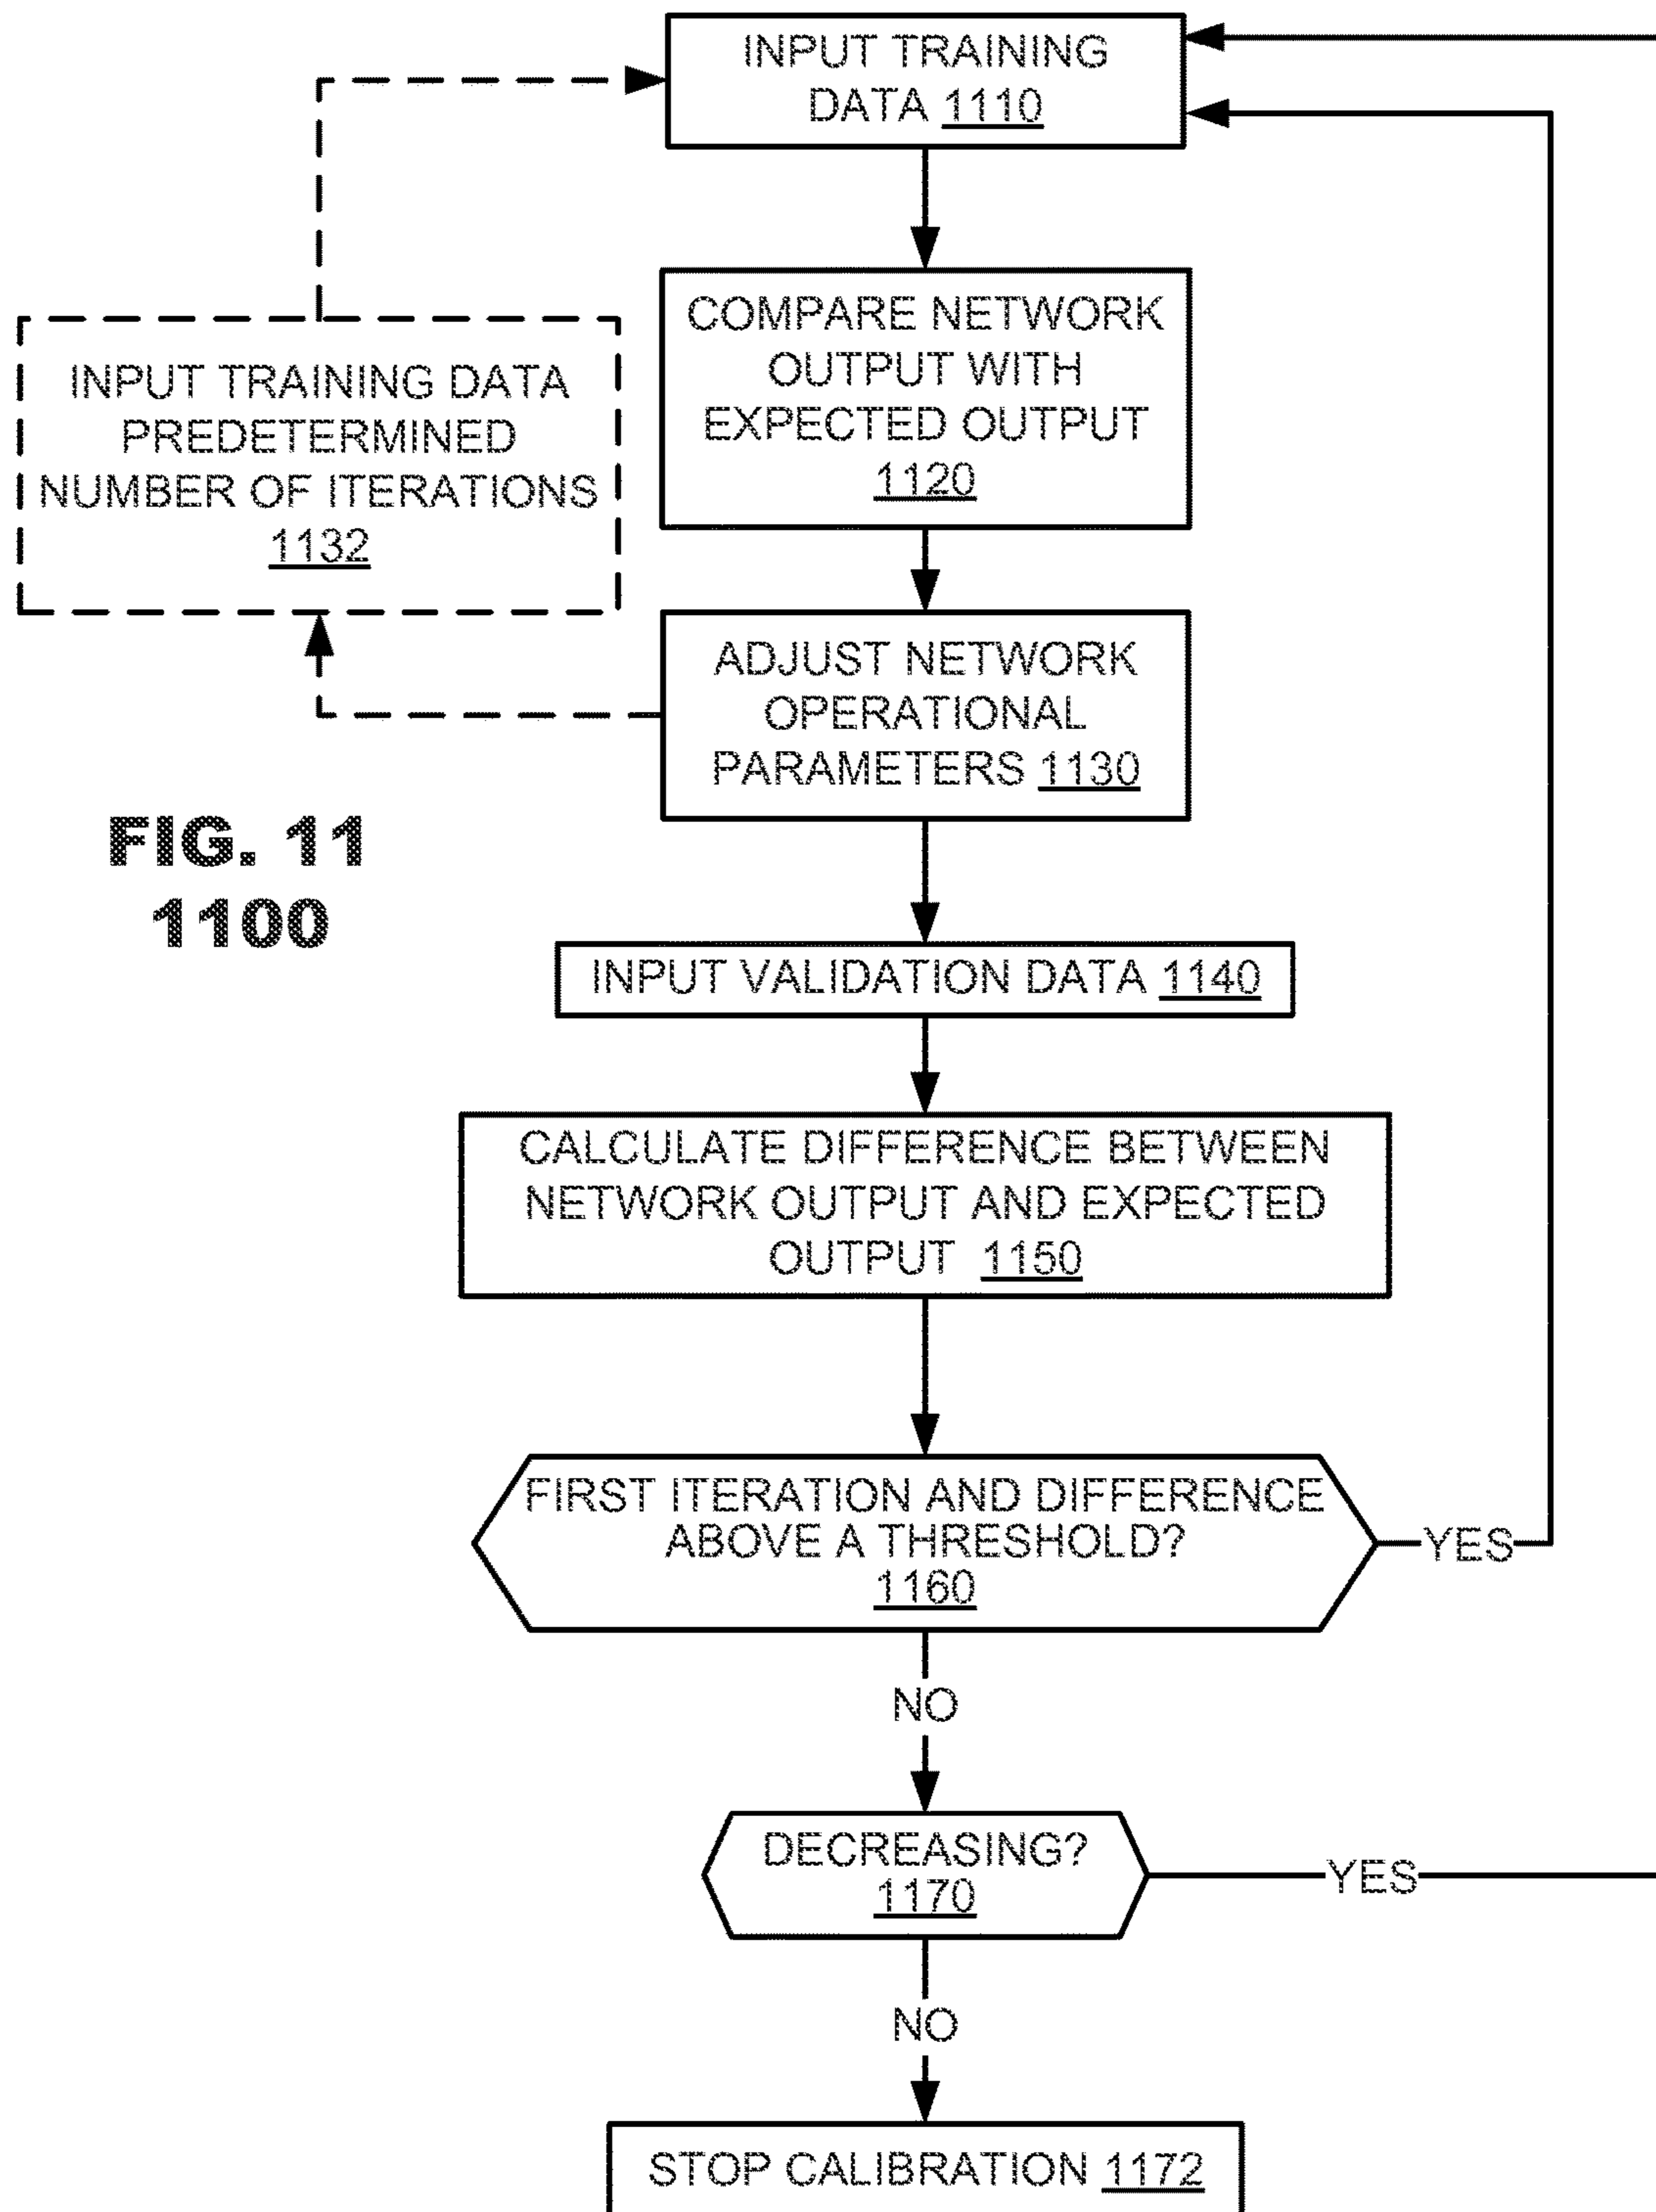 INPUT TRAINING
DATA 1110
COMPARE NETWORK
OUTPUT WITH
EXPECTED OUTPUT
1120
INPUT TRAINING DATA
PREDETERMINED
NUMBER OF ITERATIONS
1132
ADJUST NETWORK
OPERATIONAL
PARAMETERS 1130
FIG. 11
1100
INPUT VALIDATION DATA 1140
CALCULATE DIFFERENCE BETWEEN
NETWORK OUTPUT AND EXPECTED
OUTPUT 1150
FIRST ITERATION AND DIFFERENCE
ABOVE A THRESHOLD?
1160
YES
NO
DECREASING?
1170
YES
NO
STOP CALIBRATION 1172